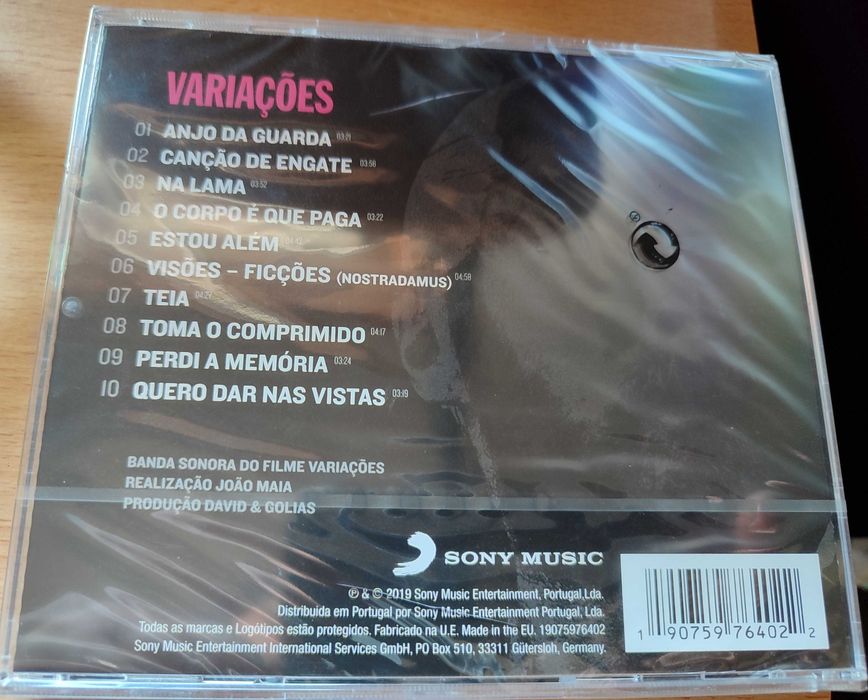 VARIAÇÕES
01 ANJO DA GUARDA 03:21
02 CANÇÃO DE ENGATE 03:56
03 NA LAMA 03:52
04 O CORPO É QUE PAGA 03:22
05 ESTOU ALÉM 04:42
06 VISÕES – FICÇÕES (NOSTRADAMUS) 04:58
07 TEIA 04:27
08 TOMA O COMPRIMIDO 04:17
09 PERDI A MEMÓRIA 03:24
10 QUERO DAR NAS VISTAS 03:19
BANDA SONORA DO FILME VARIAÇÕES
REALIZAÇÃO JOÃO MAIA
PRODUÇÃO DAVID & GOLIAS
SONY MUSIC
℗ & © 2019 Sony Music Entertainment, Portugal,Lda.
Distribuida em Portugal por Sony Music Entertainment Portugal,Lda.
Todas as marcas e Logótipos estão protegidos. Fabricado na U.E. Made in the EU. 19075976402
Sony Music Entertainment International Services GmbH, PO Box 510, 33311 Gütersloh, Germany.
1 90759 76402 2